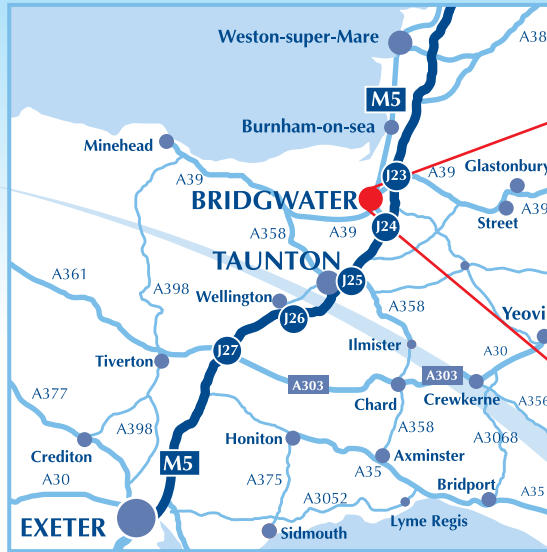 Weston-super-Mare
A38
M5
Burnham-on-sea
Minehead
J23
Glastonbury
A39
A39
BRIDGWATER
A39
Street
A358
A39
J24
TAUNTON
A361
J25
A398
Wellington
A358
J26
Yeovi
Ilmister
J27
A30
Tiverton
A303
A303
A377
Chard
Crewkerne
A356
A398
Honiton
A358
A3068
Crediton
M5
Axminster
A30
A375
A35
Bridport
A3052
A35
EXETER
Lyme Regis
Sidmouth